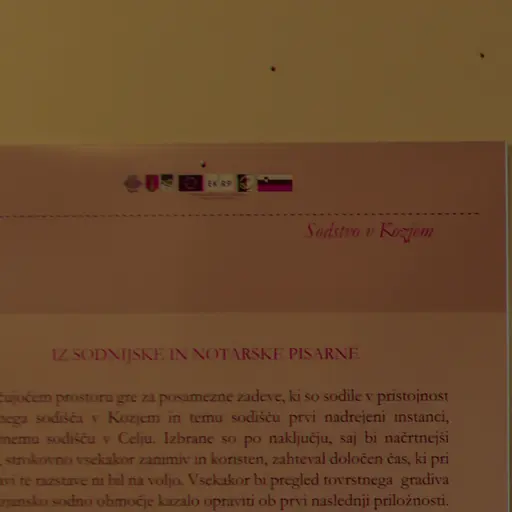 Sodstvo v Kozjem
IZ SODNIJSKE IN NOTARSKE PISARNE
prostoru gre za posamezne zadeve, ki so sodile v pristojnost
sodišča v Kozjem in temu sodišču prvi nadrejeni instanci,
sodišču v Celju. Izbrane so po naključju, saj bi načrtnejši
, strokovno vsekakor zanimiv in koristen, zahteval določen čas, ki pri
te razstave ni bil na voljo. Vsekakor bi pregled tovrstnega gradiva
sodno območje kazalo opraviti ob prvi naslednji priložnosti.